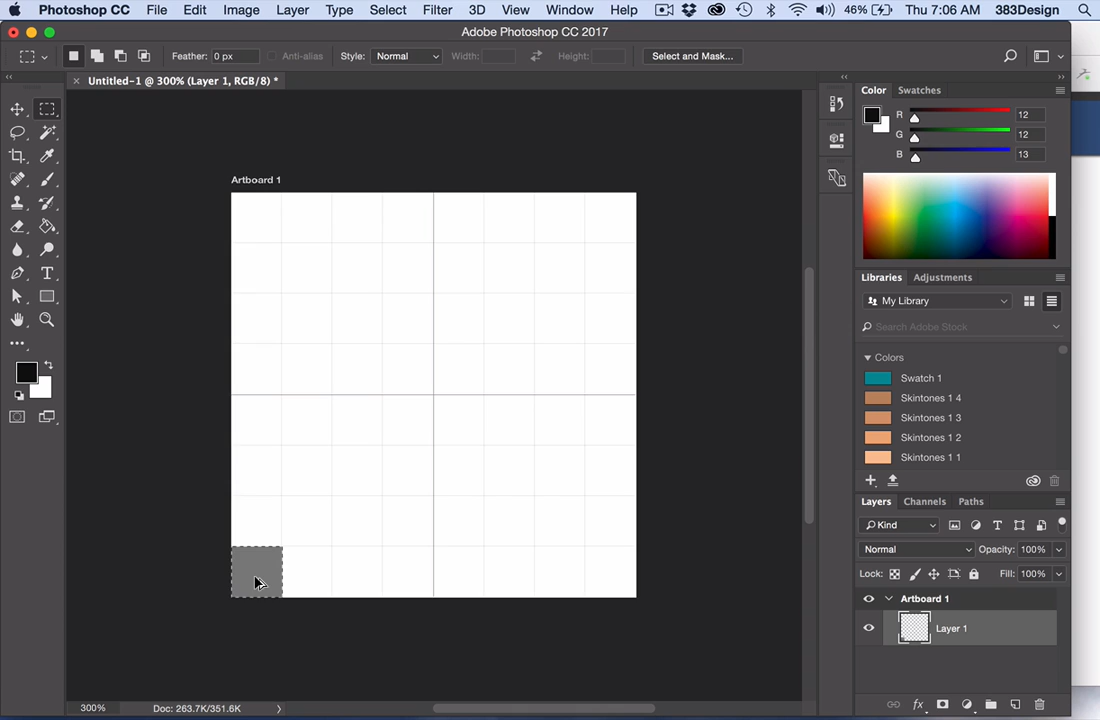 Photoshop CC File Edit Image Layer Type Select Filter 3D View Window Help 46% Thu 7:06 AM 383Design
Adobe Photoshop CC 2017
Feather: 0 px Anti-alias Style: Normal Width: Height: Select and Mask...
Untitled-1 @ 300% (Layer 1, RGB/8) *
Color Swatches
R 12
G 12
B 13
Artboard 1
Libraries Adjustments
My Library
Search Adobe Stock
Colors
Swatch 1
Skintones 1 4
Skintones 1 3
Skintones 1 2
Skintones 1 1
Layers Channels Paths
Kind
Normal Opacity: 100%
Lock: Fill: 100%
Artboard 1
Layer 1
300% Doc: 263.7K/351.6K